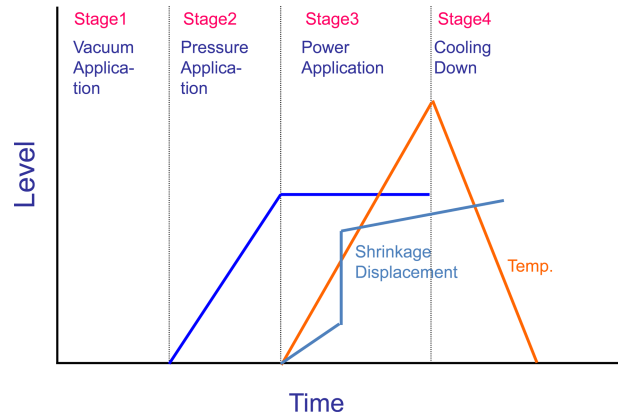 Stage1
Stage2
Stage3
Stage4
Vacuum
Applica-
tion
Pressure
Applica-
tion
Power
Application
Cooling
Down
Level
Shrinkage
Displacement
Temp.
Time